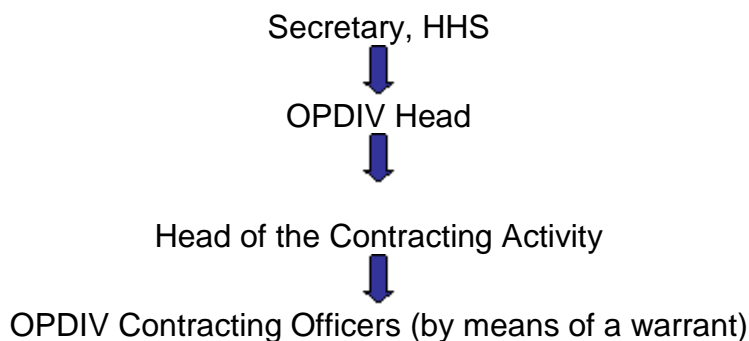 Secretary, HHS
OPDIV Head
Head of the Contracting Activity
OPDIV Contracting Officers (by means of a warrant)